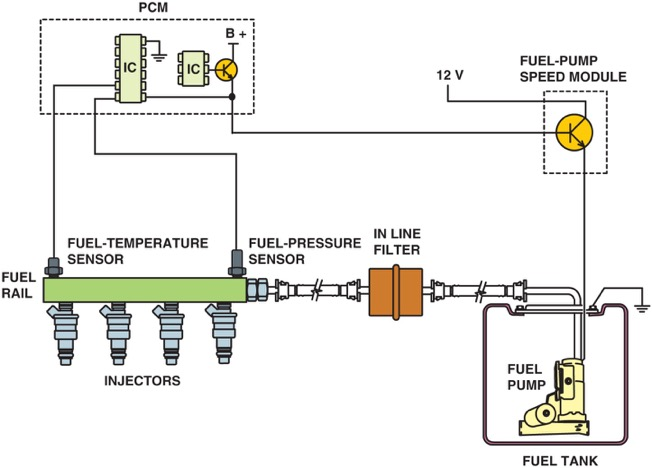 PCM
B +
IC
IC
FUEL-PUMP
SPEED MODULE
12 V
FUEL-TEMPERATURE
SENSOR
FUEL-PRESSURE
SENSOR
IN LINE
FILTER
FUEL
RAIL
INJECTORS
FUEL
PUMP
FUEL TANK